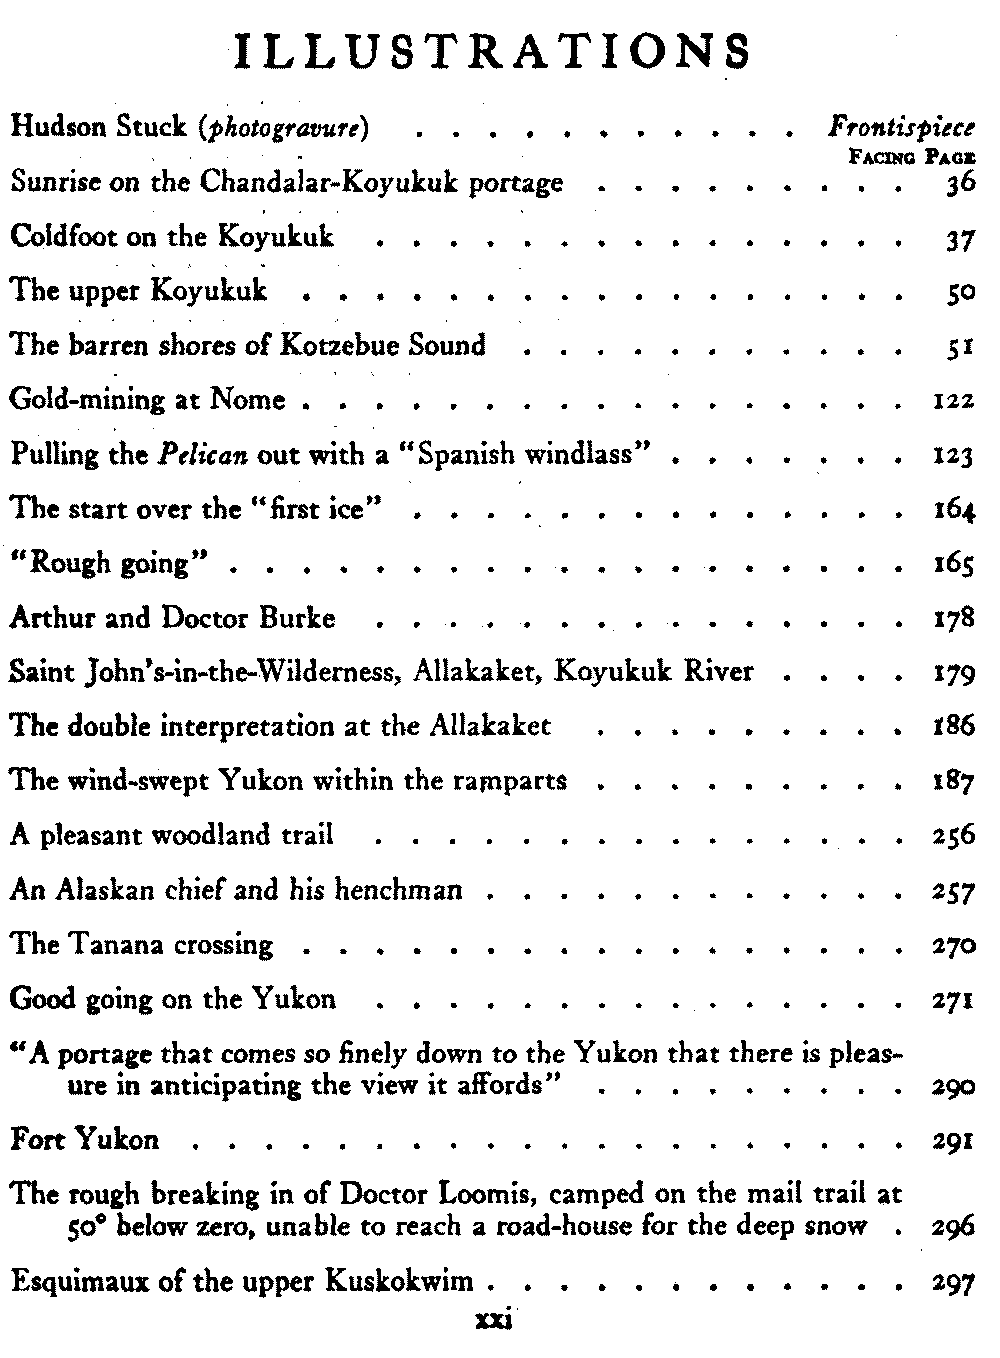 ILLUSTRATIONS
Hudson Stuck (photogravure) . . . . . . . . . . . Frontispiece
FACING PAGE
Sunrise on the Chandalar-Koyukuk portage . . . . . . . . . 36
Coldfoot on the Koyukuk . . . . . . . . . . . . . . . 37
The upper Koyukuk . . . . . . . . . . . . . . . . . 50
The barren shores of Kotzebue Sound . . . . . . . . . . . 51
Gold-mining at Nome . . . . . . . . . . . . . . . . . 122
Pulling the Pelican out with a "Spanish windlass" . . . . . . . 123
The start over the "first ice" . . . . . . . . . . . . . . 164
"Rough going" . . . . . . . . . . . . . . . . . . . 165
Arthur and Doctor Burke . . . . . . . . . . . . . . . 178
Saint John's-in-the-Wilderness, Allakaket, Koyukuk River . . . . 179
The double interpretation at the Allakaket . . . . . . . . . 186
The wind-swept Yukon within the ramparts . . . . . . . . . 187
A pleasant woodland trail . . . . . . . . . . . . . . . 256
An Alaskan chief and his henchman . . . . . . . . . . . . 257
The Tanana crossing . . . . . . . . . . . . . . . . . 270
Good going on the Yukon . . . . . . . . . . . . . . . 271
"A portage that comes so finely down to the Yukon that there is pleas-
ure in anticipating the view it affords" . . . . . . . . . 290
Fort Yukon . . . . . . . . . . . . . . . . . . . . 291
The rough breaking in of Doctor Loomis, camped on the mail trail at
50° below zero, unable to reach a road-house for the deep snow . 296
Esquimaux of the upper Kuskokwim . . . . . . . . . . . . 297
xxi